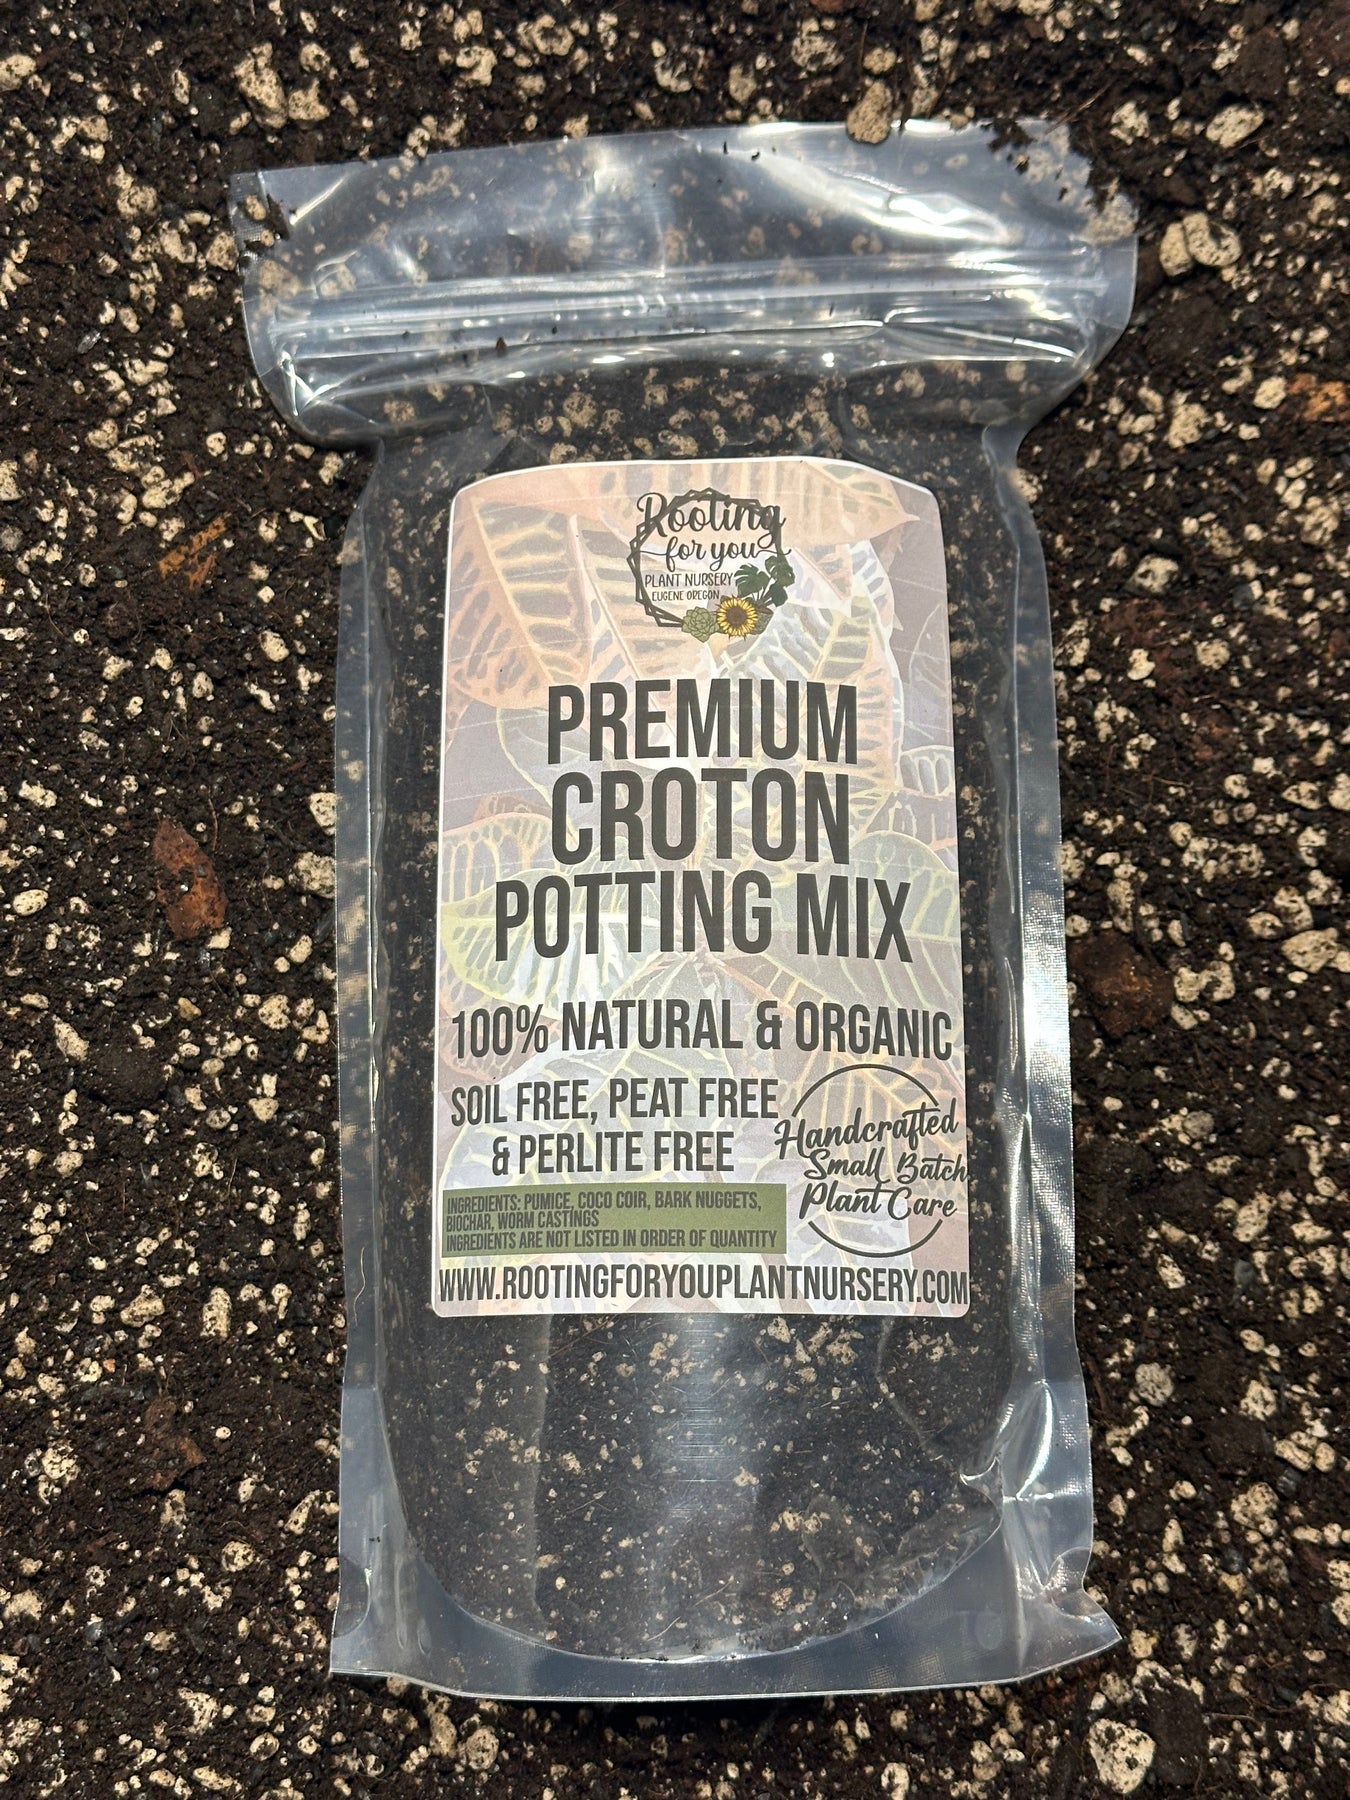 Rooting
for you
PLANT NURSERY
EUGENE OREGON
PREMIUM
CROTON
POTTING MIX
100% NATURAL & ORGANIC
SOIL FREE, PEAT FREE
& PERLITE FREE
Handcrafted
Small Batch
Plant Care
INGREDIENTS: PUMICE, COCO COIR, BARK NUGGETS,
BIOCHAR, WORM CASTINGS
INGREDIENTS ARE NOT LISTED IN ORDER OF QUANTITY
WWW.ROOTINGFORYOUPLANTNURSERY.COM